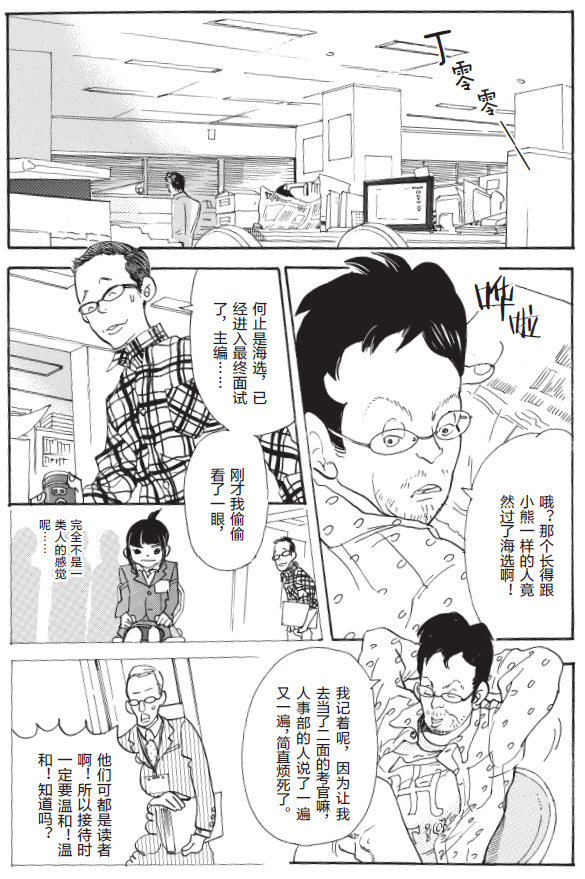 丁零零
哗啦
哦？那个长得跟
小熊一样的人竟
然过了海选啊！
何止是海选，已
经进入最终面试
了，主编……
刚才我偷偷
看了一眼，
完全不是一
类人的感觉
呢……
我记着呢，因为让我
去当了二面的考官嘛，
人事部的人说了一遍
又一遍，简直烦死了。
他们可都是读者
啊！所以接待时
一定要温和！温
和！知道吗？